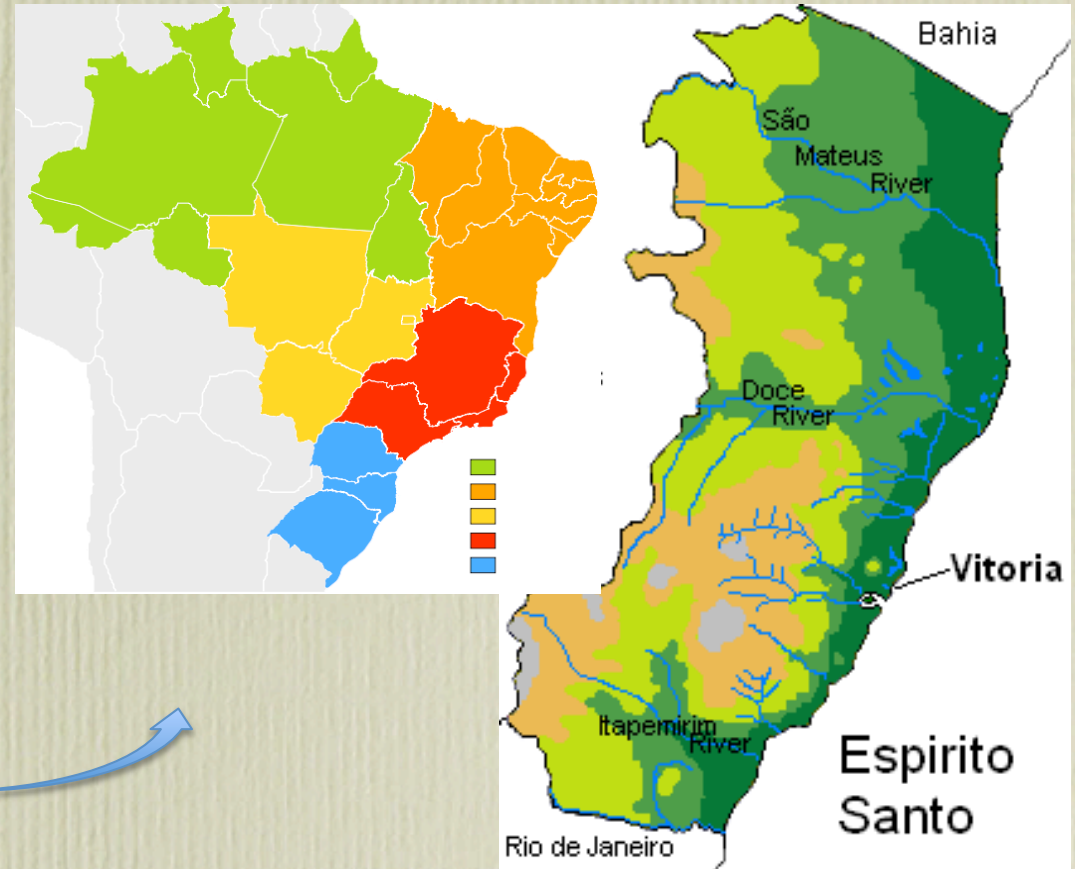 Bahia
São
Mateus
River
Doce
River
Vitoria
Itapemirim
River
Espirito
Santo
Rio de Janeiro